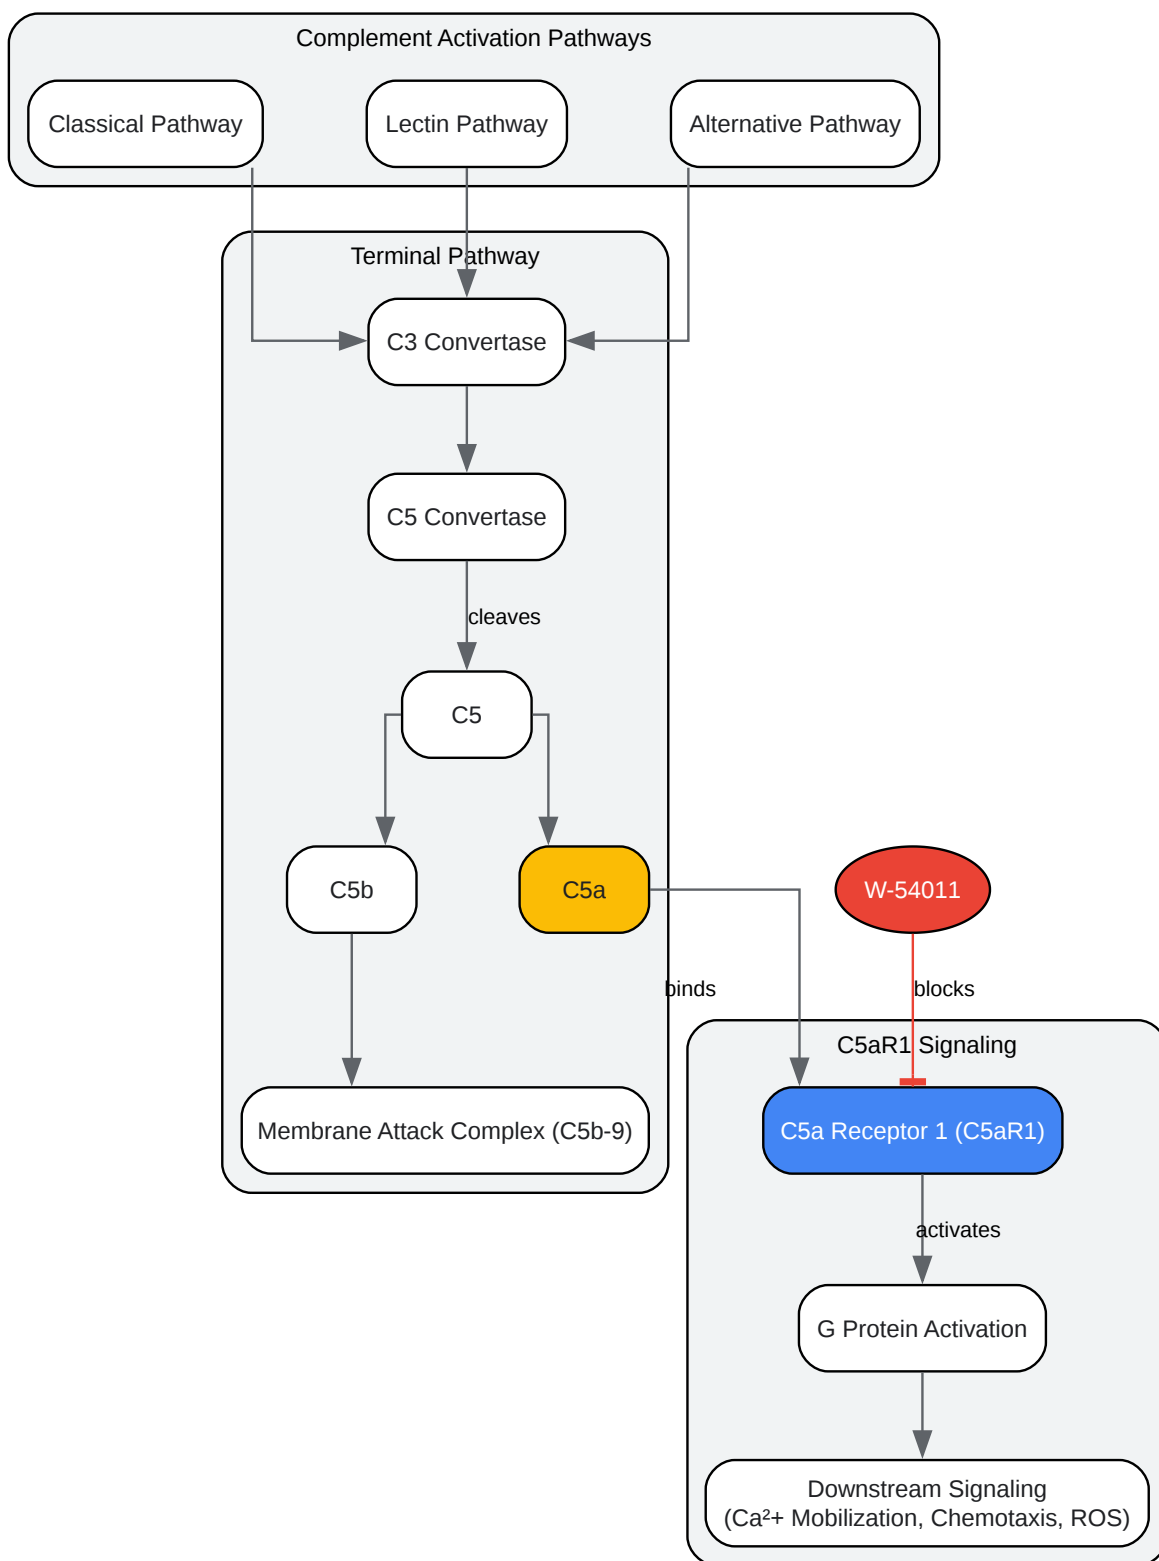 Complement Activation Pathways
Classical Pathway
Lectin Pathway
Alternative Pathway
Terminal Pathway
C3 Convertase
C5 Convertase
cleaves
C5
C5b
C5a
W-54011
binds
blocks
C5aR1 Signaling
Membrane Attack Complex (C5b-9)
C5a Receptor 1 (C5aR1)
activates
G Protein Activation
Downstream Signaling
(Ca²+ Mobilization, Chemotaxis, ROS)